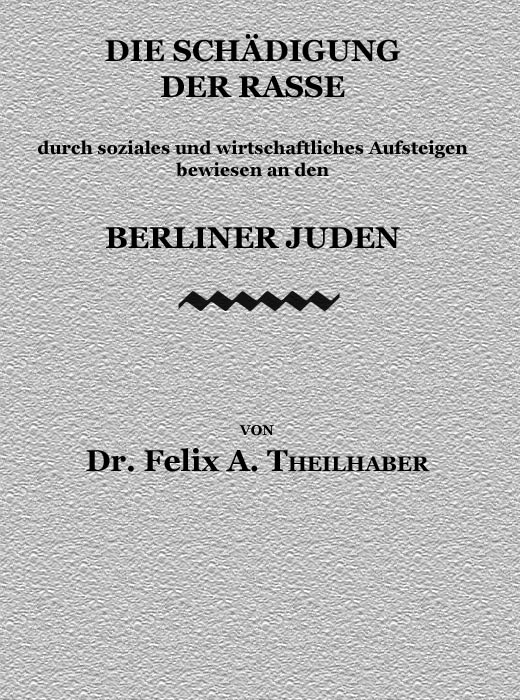 DIE SCHÄDIGUNG
DER RASSE
durch soziales und wirtschaftliches Aufsteigen
bewiesen an den
BERLINER JUDEN
VON
Dr. Felix A. THEILHABER